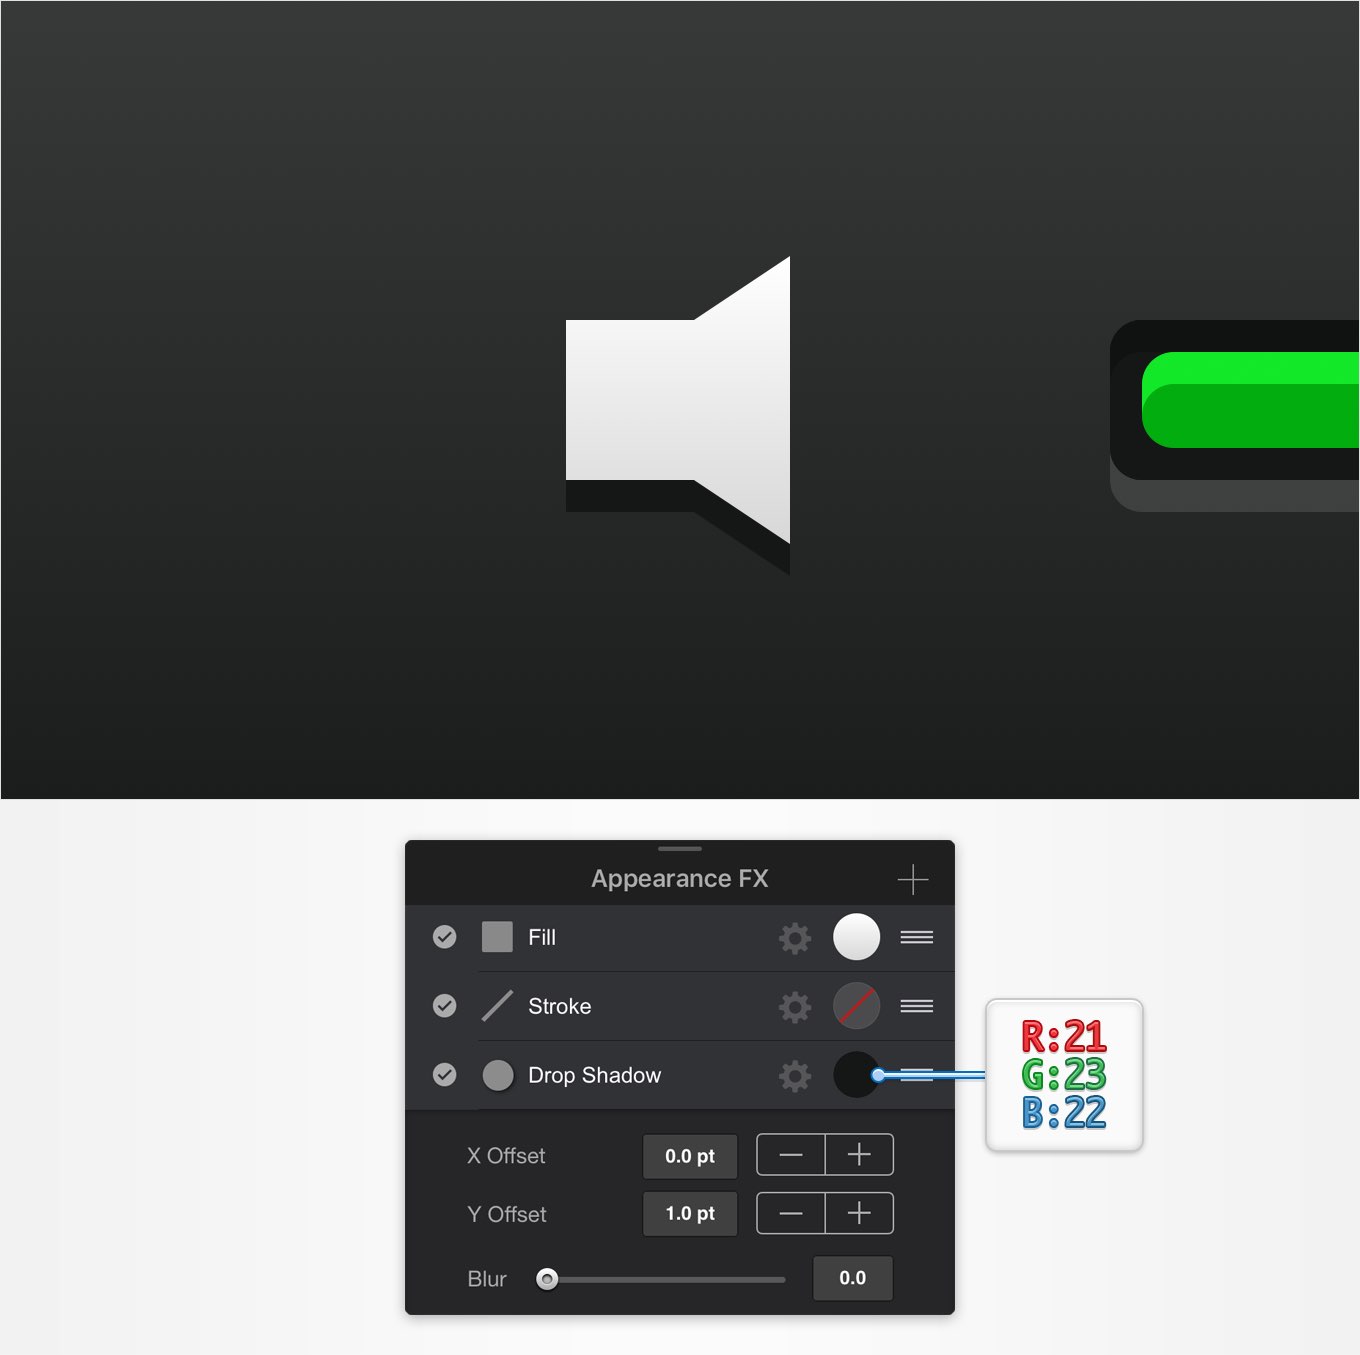 Appearance FX
Fill
Stroke
Drop Shadow
R:21
G:23
B:22
X Offset 0.0 pt
Y Offset 1.0 pt
Blur 0.0